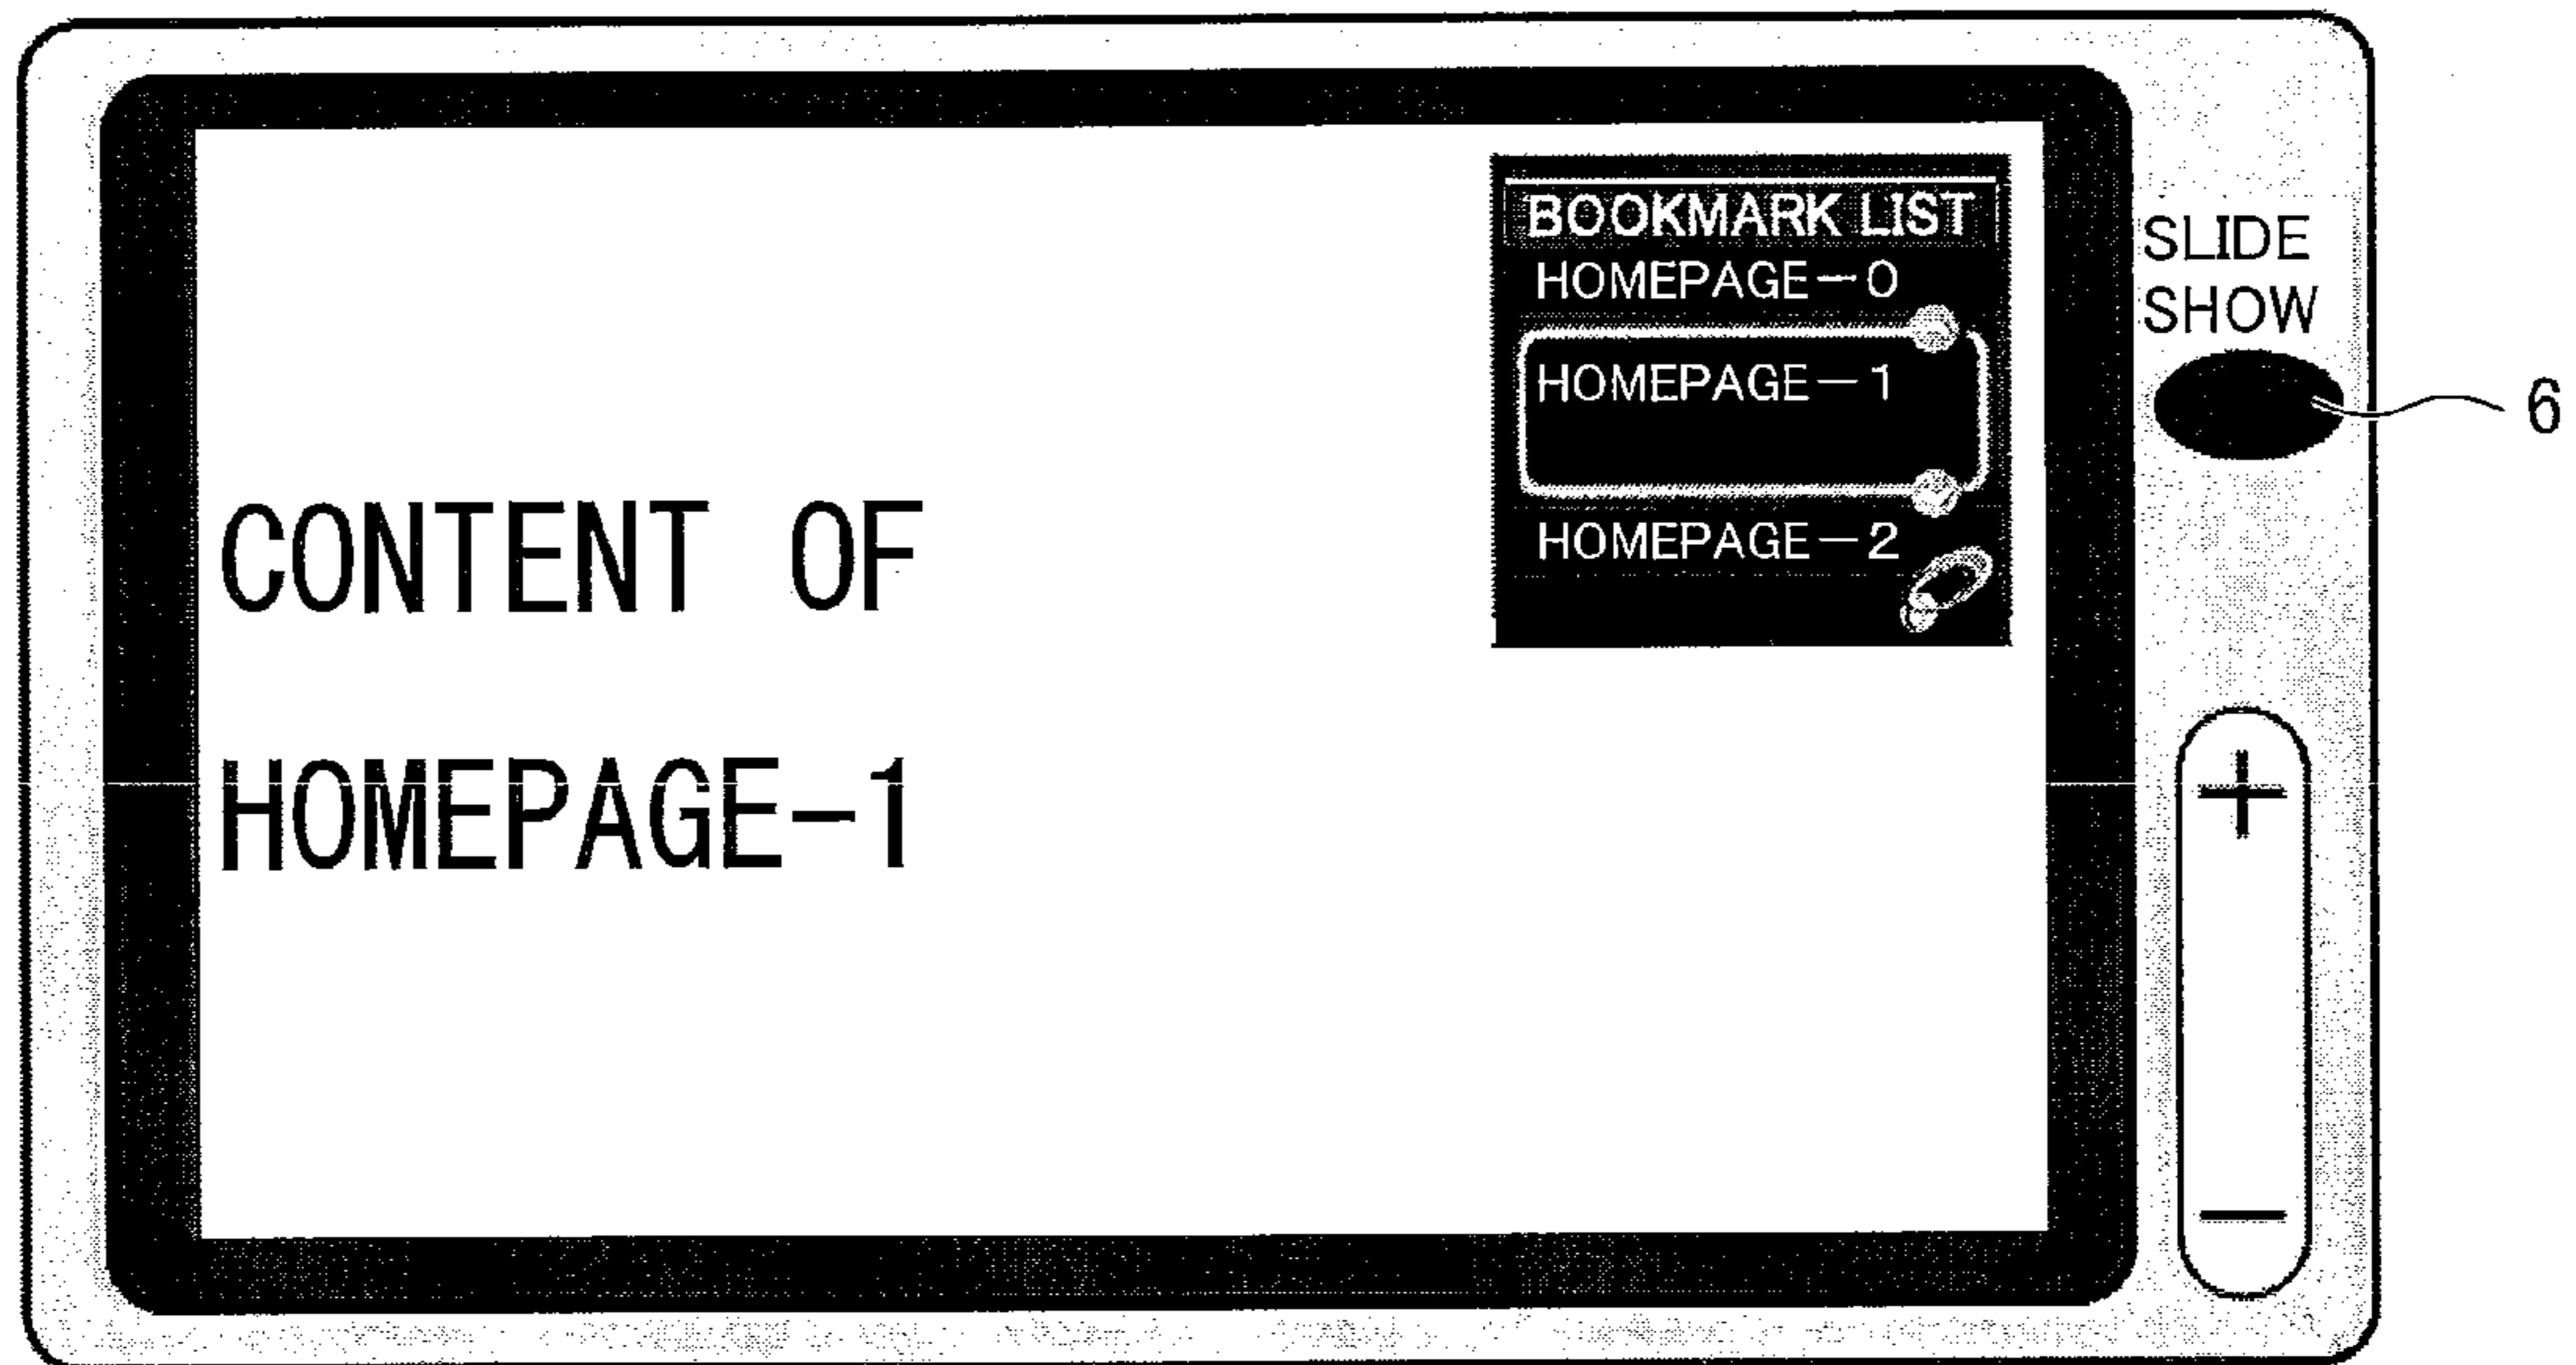 BOOKMARK LIST
HOMEPAGE-0
HOMEPAGE-1
HOMEPAGE-2
CONTENT OF
HOMEPAGE-1
SLIDE
SHOW
6
+
-